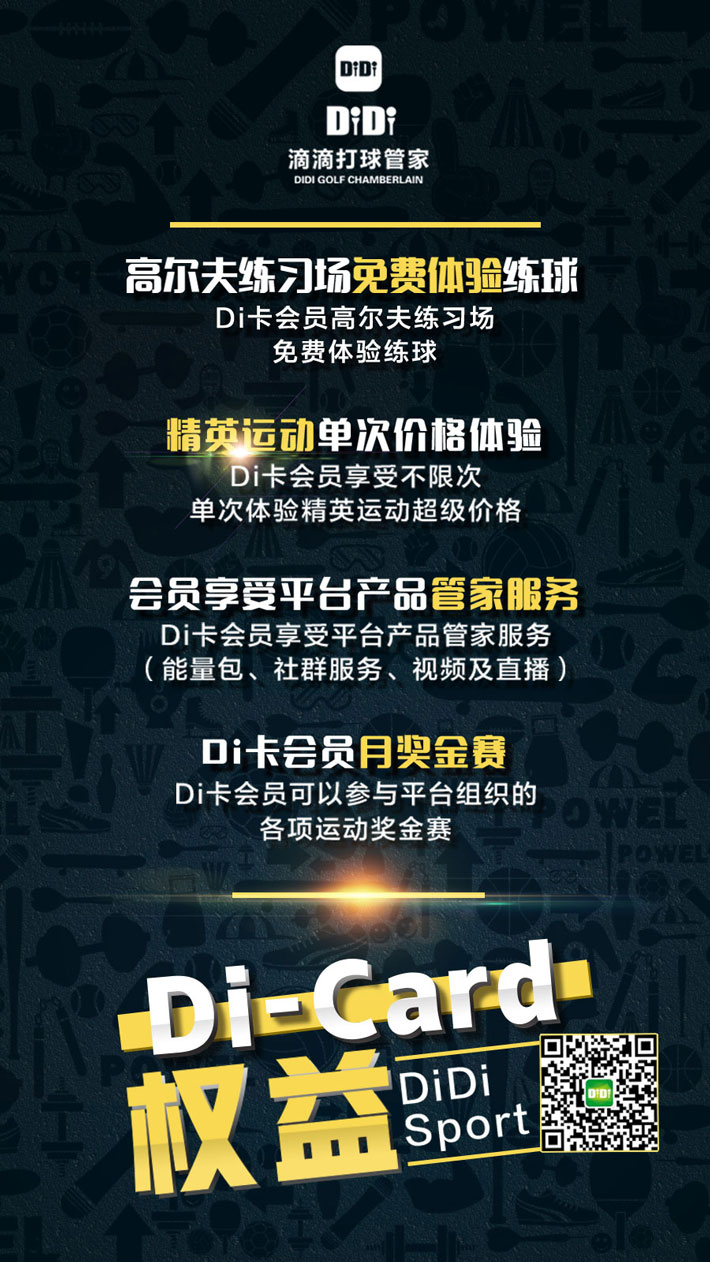 DiDi
DiDi
滴滴打球管家
DIDI GOLF CHAMBERLAIN
高尔夫练习场免费体验练球
Di卡会员高尔夫练习场
免费体验练球
精英运动单次价格体验
Di卡会员享受不限次
单次体验精英运动超级价格
会员享受平台产品管家服务
Di卡会员享受平台产品管家服务
（能量包、社群服务、视频及直播）
Di卡会员月奖金赛
Di卡会员可以参与平台组织的
各项运动奖金赛
POWEL
POWEL
Di-Card
权益
DiDi
Sport
DiDi